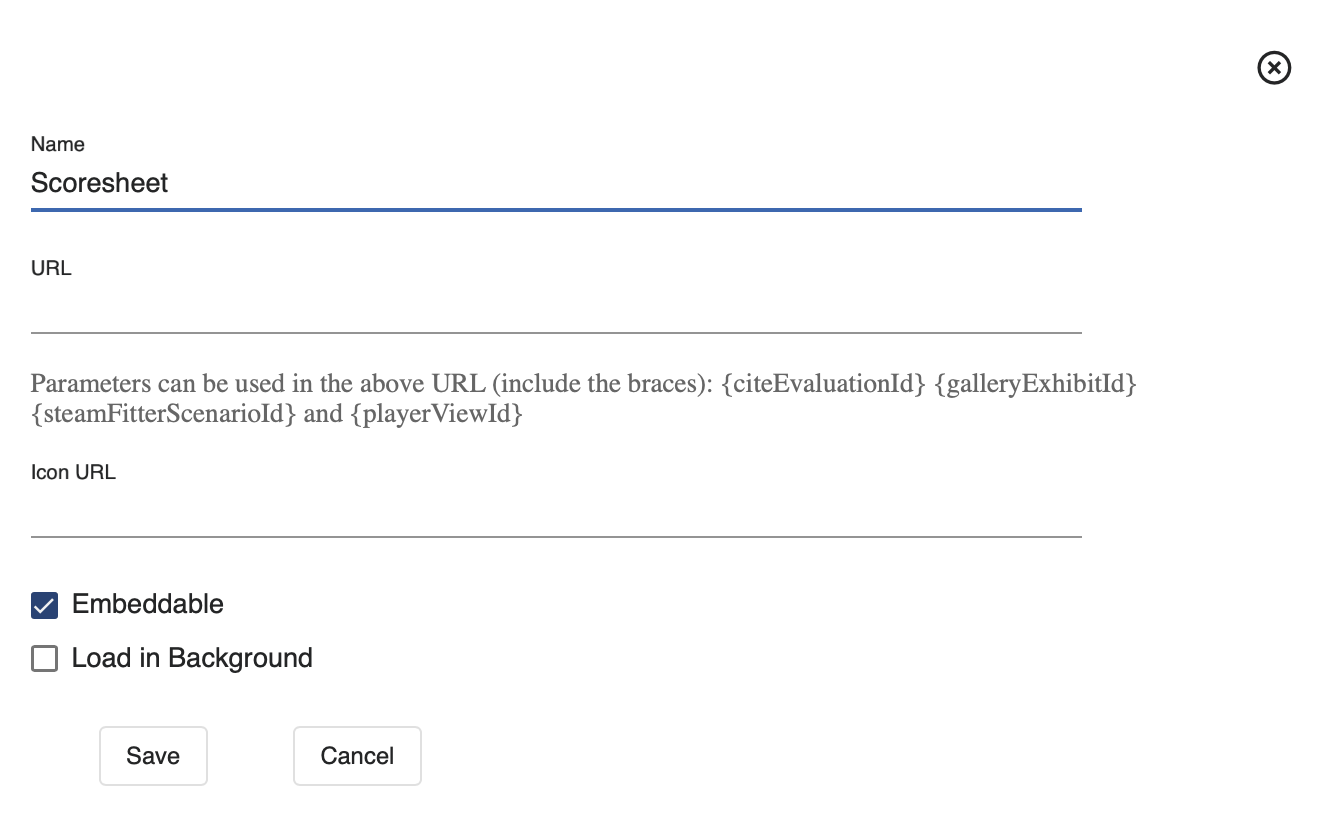 Name
Scoresheet
URL
Parameters can be used in the above URL (include the braces): {citeEvaluationId} {galleryExhibitId}
{steamFitterScenarioId} and {playerViewId}
Icon URL
Embeddable
Load in Background
Save Cancel